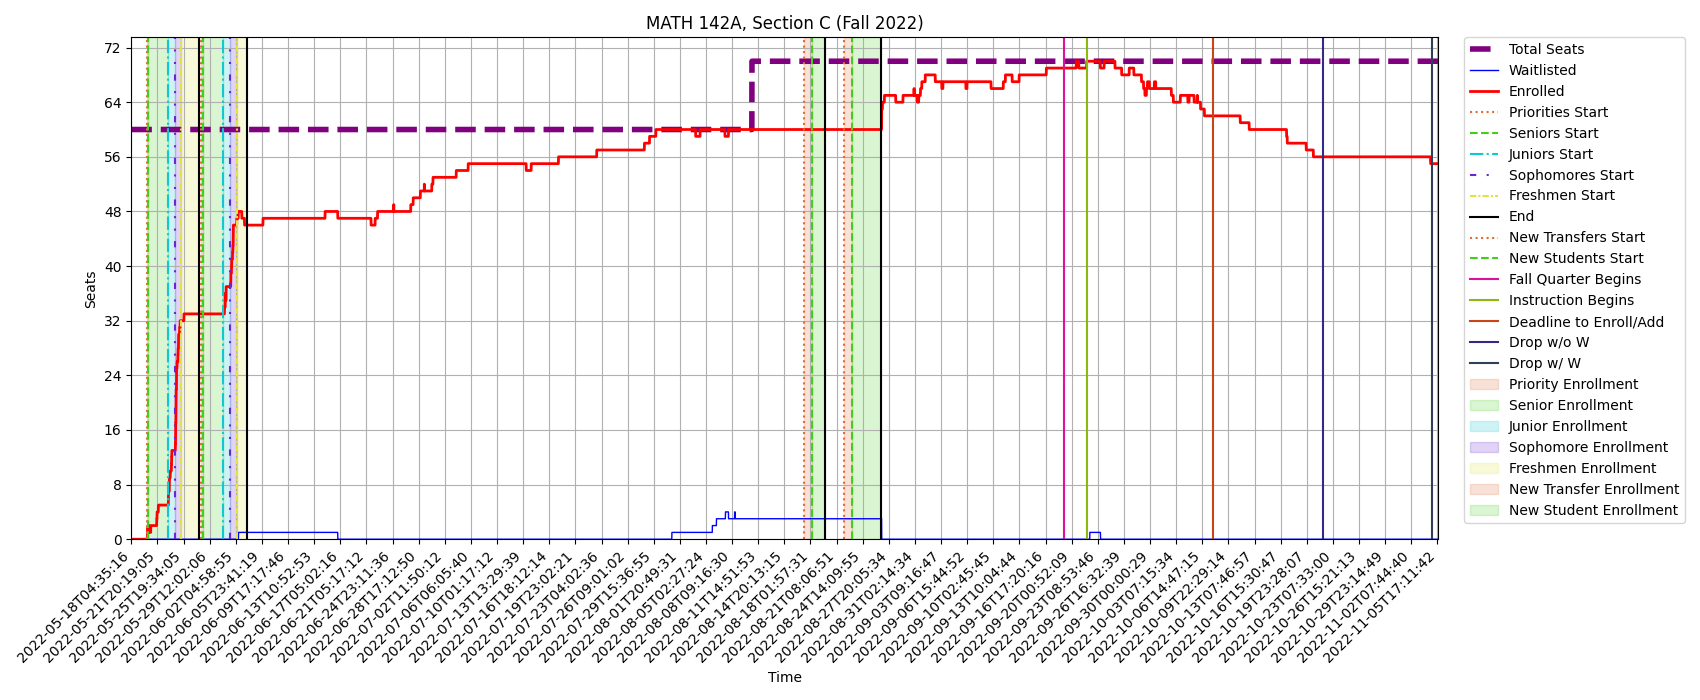 MATH 142A, Section C (Fall 2022)
72
64
56
48
40
32
24
16
8
0
Seats
2022-05-18T04:35:16
2022-05-21T20:19:05
2022-05-25T19:34:05
2022-05-29T12:02:06
2022-06-02T04:58:55
2022-06-05T23:41:19
2022-06-09T17:17:46
2022-06-13T10:52:53
2022-06-17T05:02:16
2022-06-21T05:17:12
2022-06-24T23:11:36
2022-06-28T17:12:50
2022-07-02T11:50:12
2022-07-06T06:05:40
2022-07-10T01:17:12
2022-07-13T13:29:39
2022-07-16T18:12:14
2022-07-19T23:02:21
2022-07-23T04:02:36
2022-07-26T09:01:02
2022-07-29T15:36:55
2022-08-01T20:49:31
2022-08-05T02:27:24
2022-08-08T09:16:30
2022-08-11T14:51:53
2022-08-14T20:13:15
2022-08-18T01:57:31
2022-08-21T08:06:51
2022-08-24T14:09:55
2022-08-27T20:05:34
2022-08-31T02:14:34
2022-09-03T09:16:47
2022-09-06T15:44:52
2022-09-10T02:45:45
2022-09-13T10:04:44
2022-09-16T17:20:16
2022-09-20T00:52:09
2022-09-23T08:53:46
2022-09-26T16:32:39
2022-09-30T00:00:29
2022-10-03T07:15:34
2022-10-06T14:47:15
2022-10-09T22:29:14
2022-10-13T07:46:57
2022-10-16T15:30:47
2022-10-19T23:28:07
2022-10-23T07:33:00
2022-10-26T15:21:13
2022-10-29T23:14:49
2022-11-02T07:44:40
2022-11-05T17:11:42
Time
Total Seats
Waitlisted
Enrolled
Priorities Start
Seniors Start
Juniors Start
Sophomores Start
Freshmen Start
End
New Transfers Start
New Students Start
Fall Quarter Begins
Instruction Begins
Deadline to Enroll/Add
Drop w/o W
Drop w/ W
Priority Enrollment
Senior Enrollment
Junior Enrollment
Sophomore Enrollment
Freshmen Enrollment
New Transfer Enrollment
New Student Enrollment